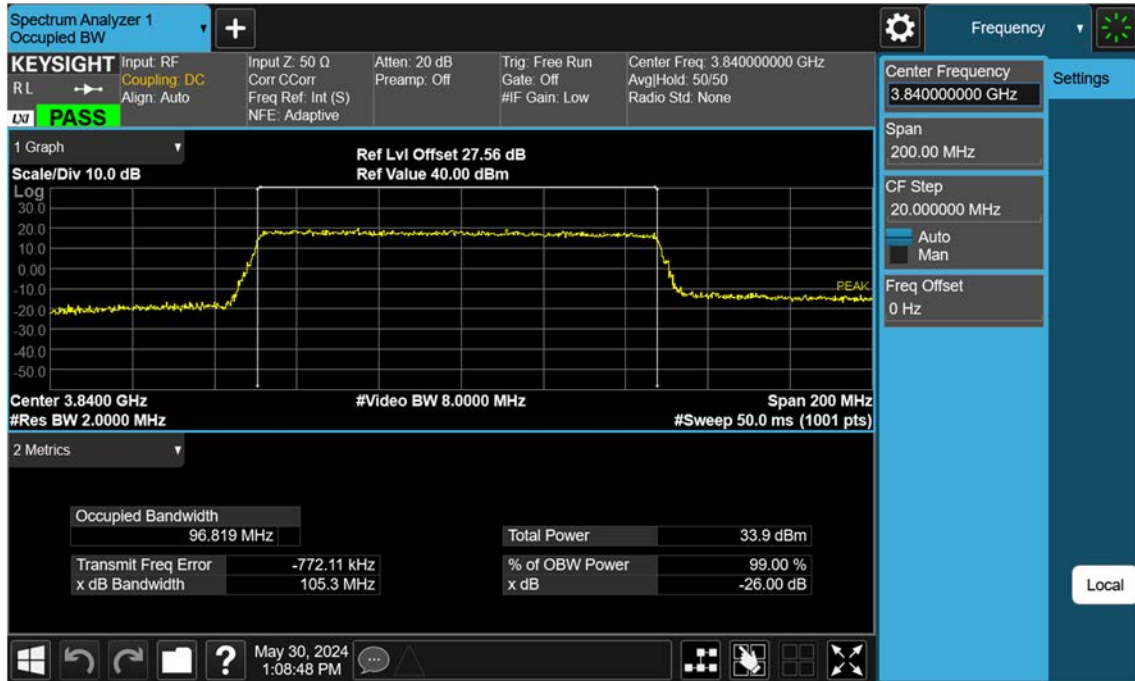 Spectrum Analyzer 1
Occupied BW
Frequency
KEYSIGHT
R L
LXI
PASS
Input: RF
Coupling: DC
Align: Auto
Input Z: 50 Ω
Corr CCorr
Freq Ref: Int (S)
NFE: Adaptive
Atten: 20 dB
Preamp: Off
Trig: Free Run
Gate: Off
#IF Gain: Low
Center Freq: 3.840000000 GHz
Avg|Hold: 50/50
Radio Std: None
Center Frequency
3.840000000 GHz
Settings
Span
200.00 MHz
CF Step
20.000000 MHz
Auto
Man
Freq Offset
0 Hz
Local
1 Graph
Scale/Div 10.0 dB
Ref Lvl Offset 27.56 dB
Ref Value 40.00 dBm
Log
30.0
20.0
10.0
0.00
-10.0
-20.0
-30.0
-40.0
-50.0
PEAK
Center 3.8400 GHz
#Video BW 8.0000 MHz
Span 200 MHz
#Res BW 2.0000 MHz
#Sweep 50.0 ms (1001 pts)
2 Metrics
Occupied Bandwidth
96.819 MHz
Total Power 33.9 dBm
Transmit Freq Error -772.11 kHz
% of OBW Power 99.00 %
x dB Bandwidth 105.3 MHz
x dB -26.00 dB
?
May 30, 2024
1:08:48 PM